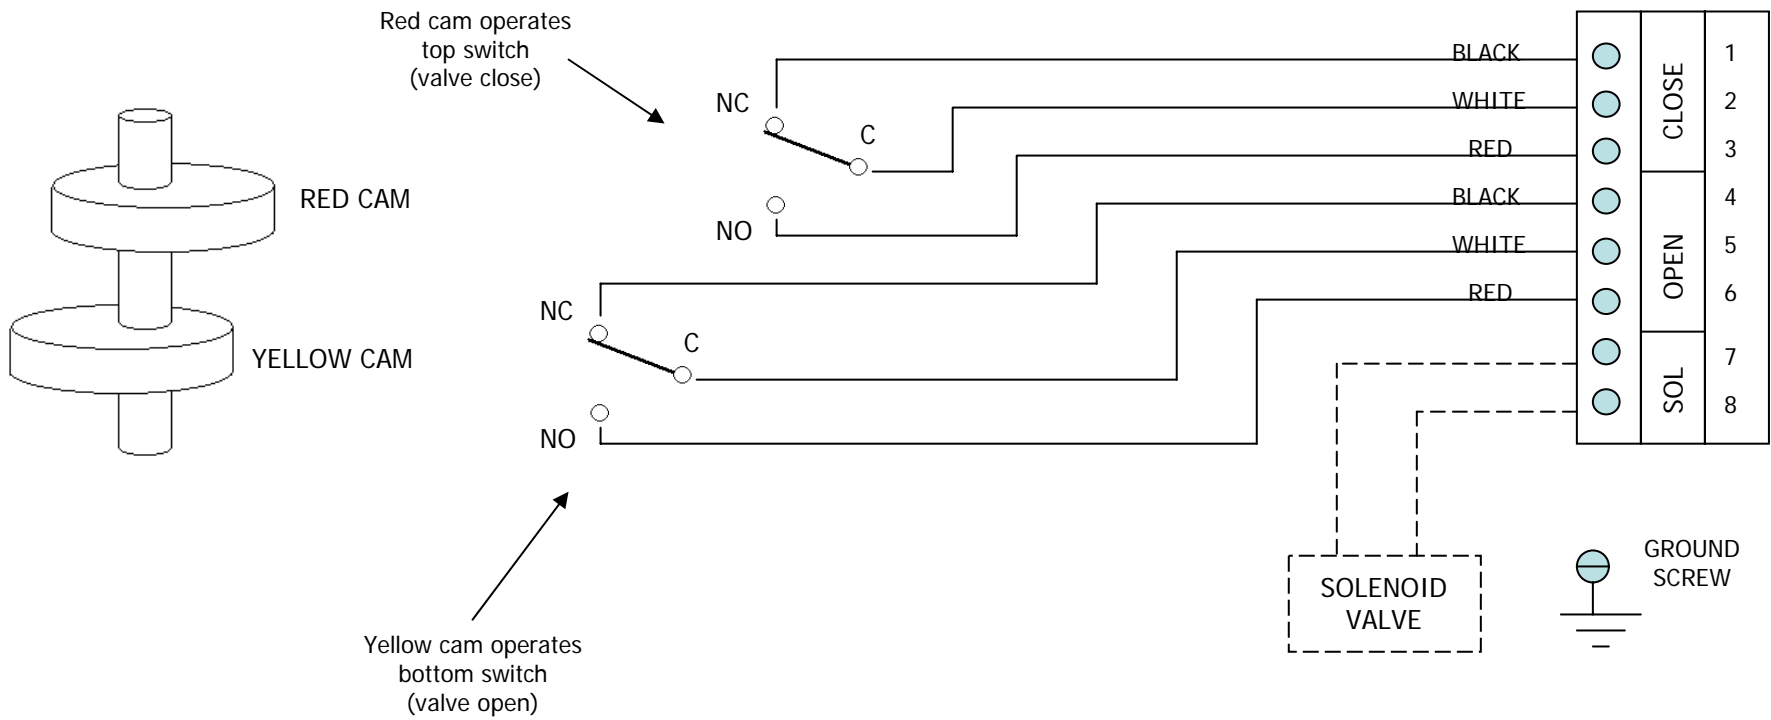 Red cam operates
top switch
(valve close)
NC
C
NO
RED CAM
YELLOW CAM
NC
C
NO
Yellow cam operates
bottom switch
(valve open)
BLACK
WHITE
RED
BLACK
WHITE
RED
CLOSE
OPEN
SOL
1
2
3
4
5
6
7
8
SOLENOID
VALVE
GROUND
SCREW